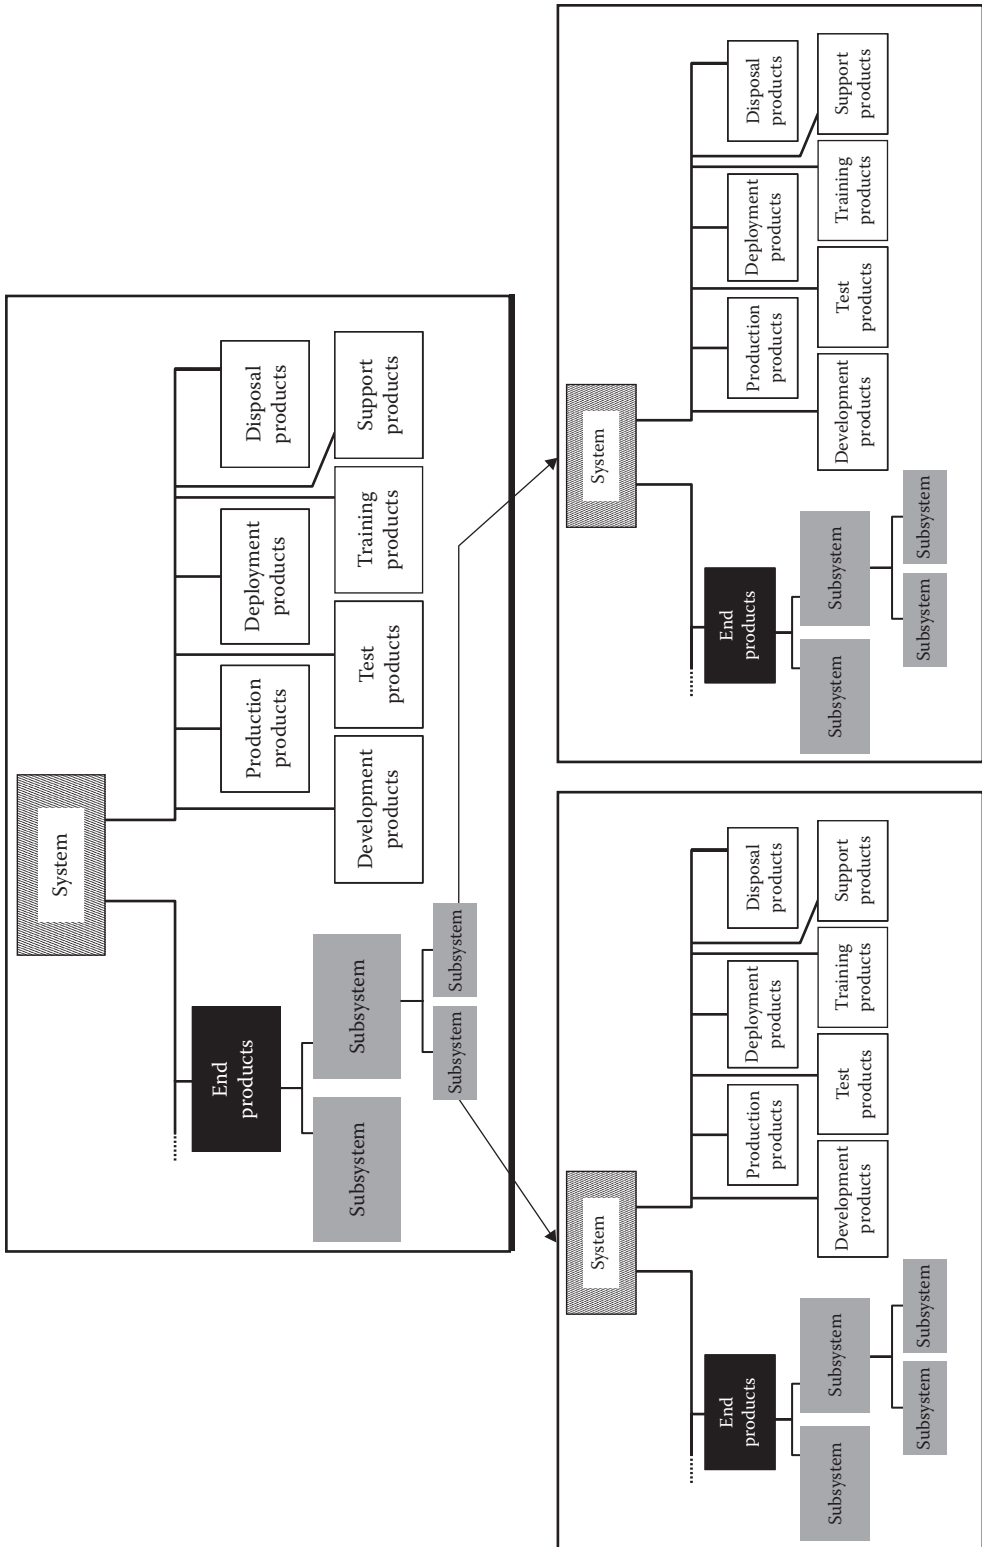 System
End
products
Subsystem
Subsystem
Subsystem
Subsystem
Production
products
Deployment
products
Disposal
products
Development
products
Test
products
Training
products
Support
products
System
End
products
Subsystem
Subsystem
Subsystem
Subsystem
Production
products
Deployment
products
Disposal
products
Development
products
Test
products
Training
products
Support
products
System
End
products
Subsystem
Subsystem
Subsystem
Subsystem
Production
products
Deployment
products
Disposal
products
Development
products
Test
products
Training
products
Support
products